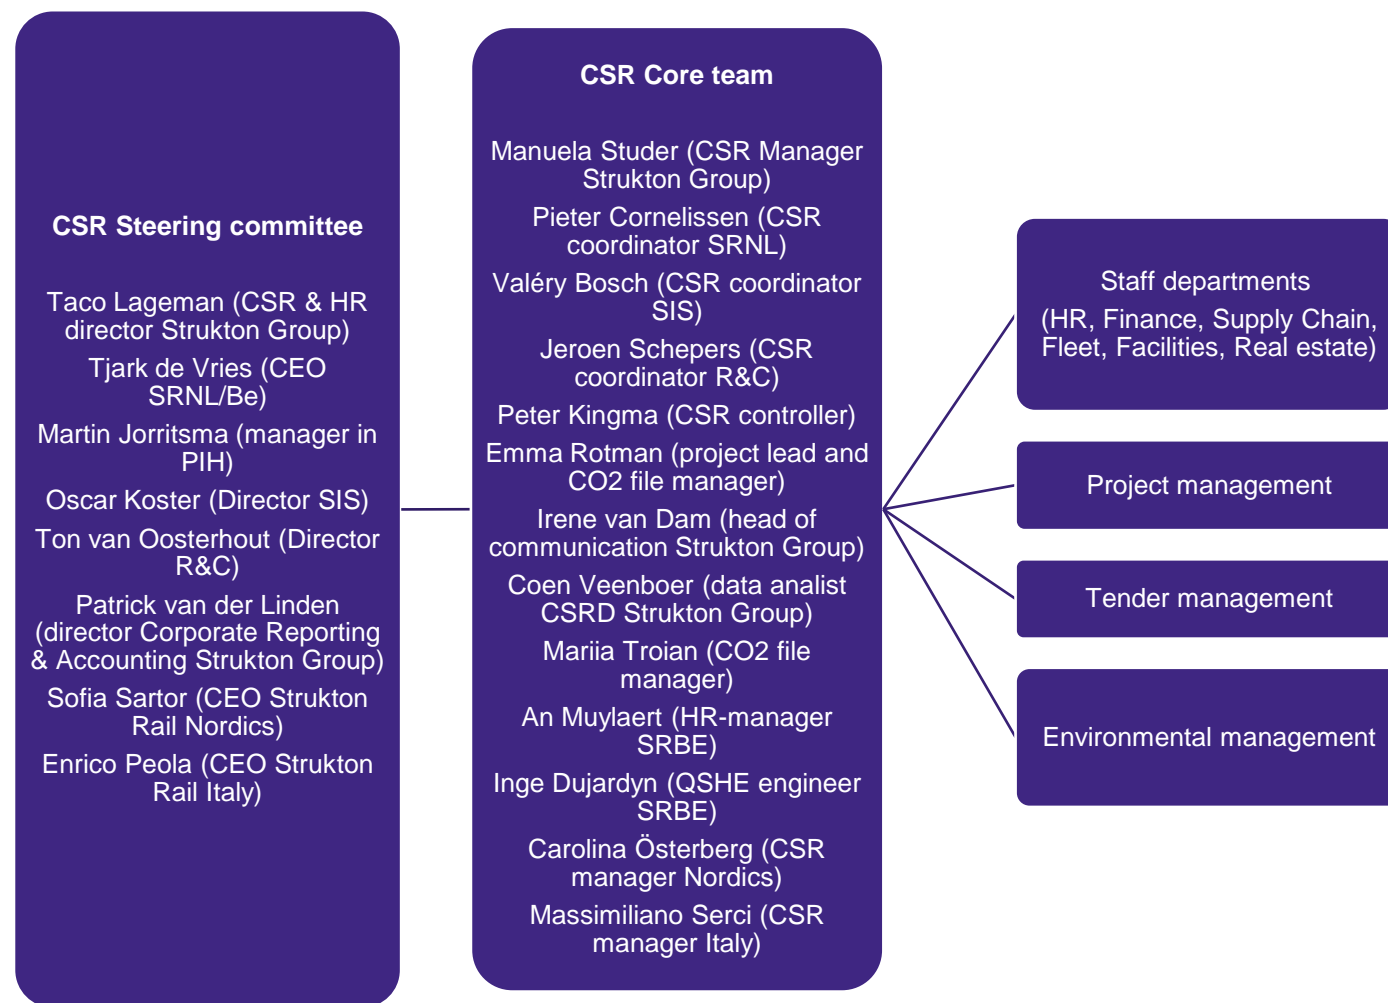 CSR Steering committee
Taco Lageman (CSR & HR
director Strukton Group)
Tjark de Vries (CEO
SRNL/Be)
Martin Jorritsma (manager in
PIH)
Oscar Koster (Director SIS)
Ton van Oosterhout (Director
R&C)
Patrick van der Linden
(director Corporate Reporting
& Accounting Strukton Group)
Sofia Sartor (CEO Strukton
Rail Nordics)
Enrico Peola (CEO Strukton
Rail Italy)
CSR Core team
Manuela Studer (CSR Manager
Strukton Group)
Pieter Cornelissen (CSR
coordinator SRNL)
Valéry Bosch (CSR coordinator
SIS)
Jeroen Schepers (CSR
coordinator R&C)
Peter Kingma (CSR controller)
Emma Rotman (project lead and
CO2 file manager)
Irene van Dam (head of
communication Strukton Group)
Coen Veenboer (data analist
CSRD Strukton Group)
Mariia Troian (CO2 file
manager)
An Muylaert (HR-manager
SRBE)
Inge Dujardyn (QSHE engineer
SRBE)
Carolina Österberg (CSR
manager Nordics)
Massimiliano Serci (CSR
manager Italy)
Staff departments
(HR, Finance, Supply Chain,
Fleet, Facilities, Real estate)
Project management
Tender management
Environmental management